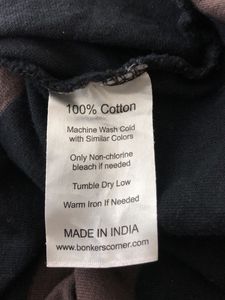 100% Cotton
Machine Wash Cold
with Similar Colors
Only Non-chlorine
bleach if needed
Tumble Dry Low
Warm Iron If Needed
MADE IN INDIA
www.bonkerscorner.com